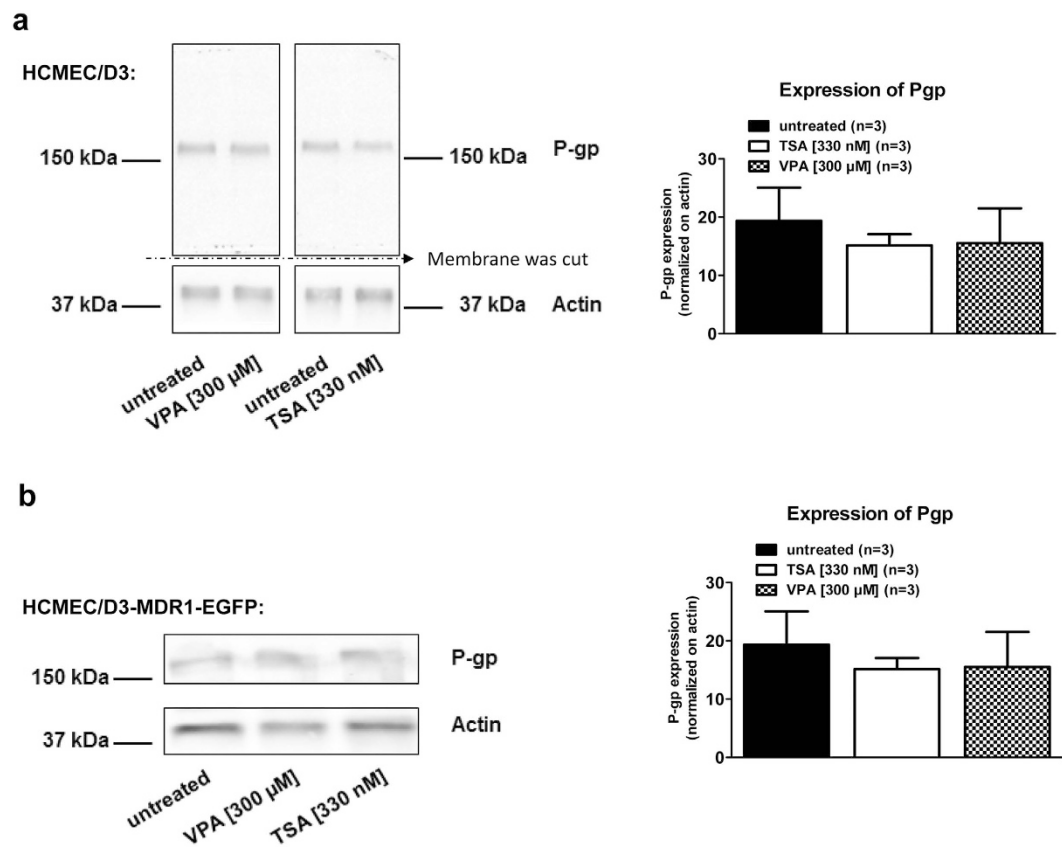 a
HCMEC/D3:
150 kDa
150 kDa
P-gp
Membrane was cut
37 kDa
37 kDa
Actin
untreated
VPA [300 µM]
untreated
TSA [330 nM]
Expression of Pgp
untreated (n=3)
TSA [330 nM] (n=3)
VPA [300 µM] (n=3)
P-gp expression
(normalized on actin)
30
20
10
0
b
HCMEC/D3-MDR1-EGFP:
150 kDa
P-gp
37 kDa
Actin
untreated
VPA [300 µM]
TSA [330 nM]
Expression of Pgp
untreated (n=3)
TSA [330 nM] (n=3)
VPA [300 µM] (n=3)
P-gp expression
(normalized on actin)
30
20
10
0